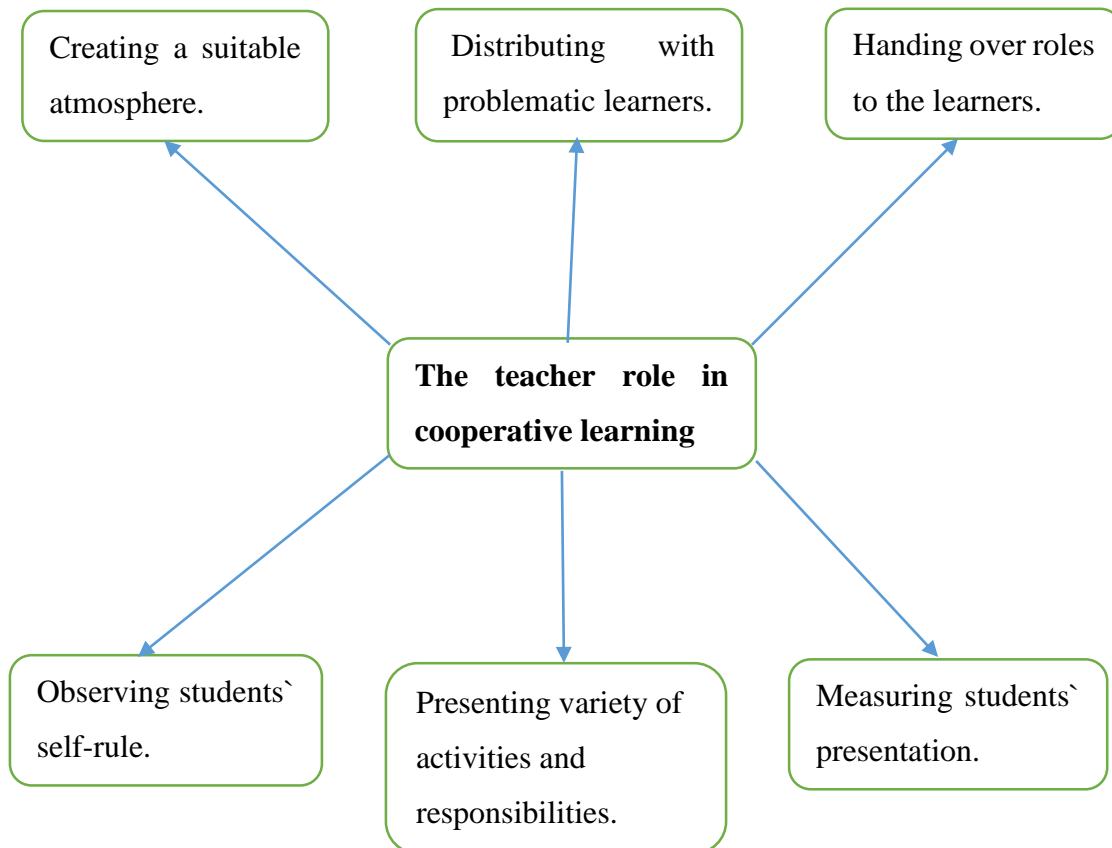 Creating a suitable
atmosphere.
Distributing with
problematic learners.
Handing over roles
to the learners.
The teacher role in
cooperative learning
Observing students`
self-rule.
Presenting variety of
activities and
responsibilities.
Measuring students`
presentation.